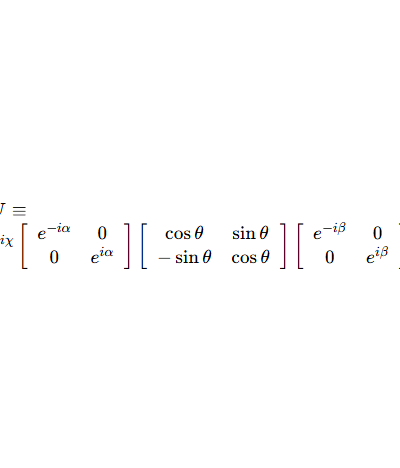 ≡
iχ [ e^{-iα} 0 ] [ cos θ sin θ ] [ e^{-iβ} 0
0 e^{iα} − sin θ cos θ 0 e^{iβ}